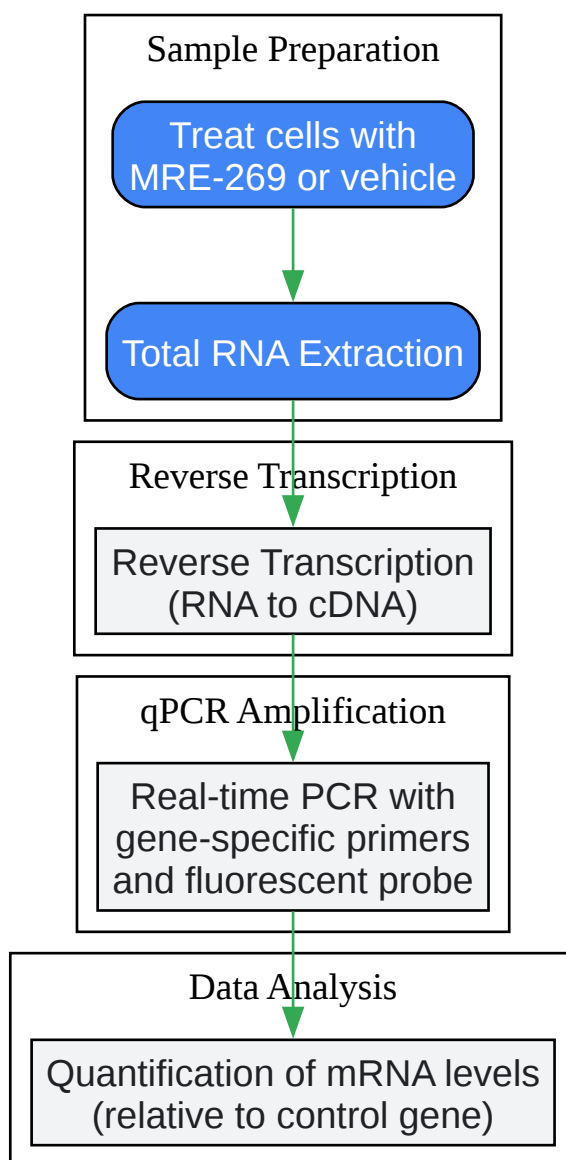 Sample Preparation
Treat cells with
MRE-269 or vehicle
Total RNA Extraction
Reverse Transcription
Reverse Transcription
(RNA to cDNA)
qPCR Amplification
Real-time PCR with
gene-specific primers
and fluorescent probe
Data Analysis
Quantification of mRNA levels
(relative to control gene)